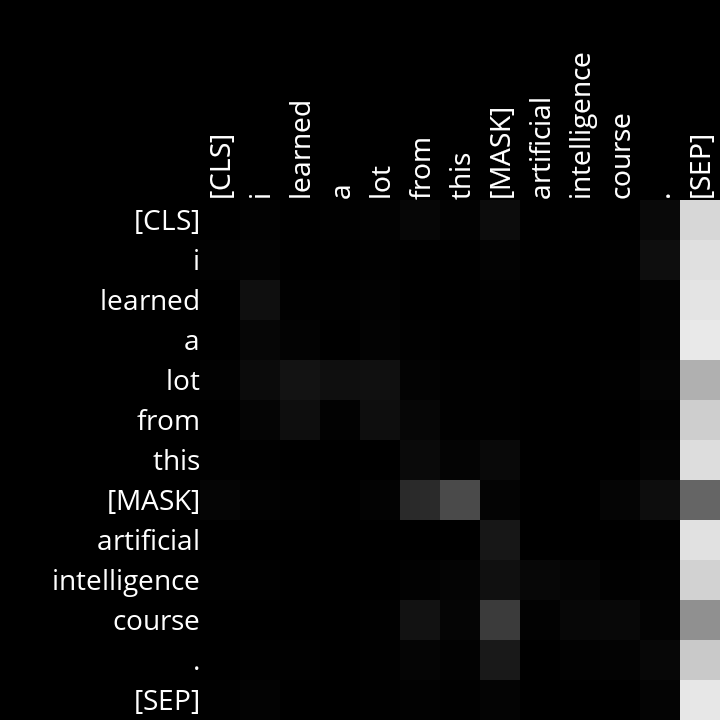 [CLS] i learned a lot from this [MASK] artificial intelligence course . [SEP]
[CLS]
i
learned
a
lot
from
this
[MASK]
artificial
intelligence
course
.
[SEP]